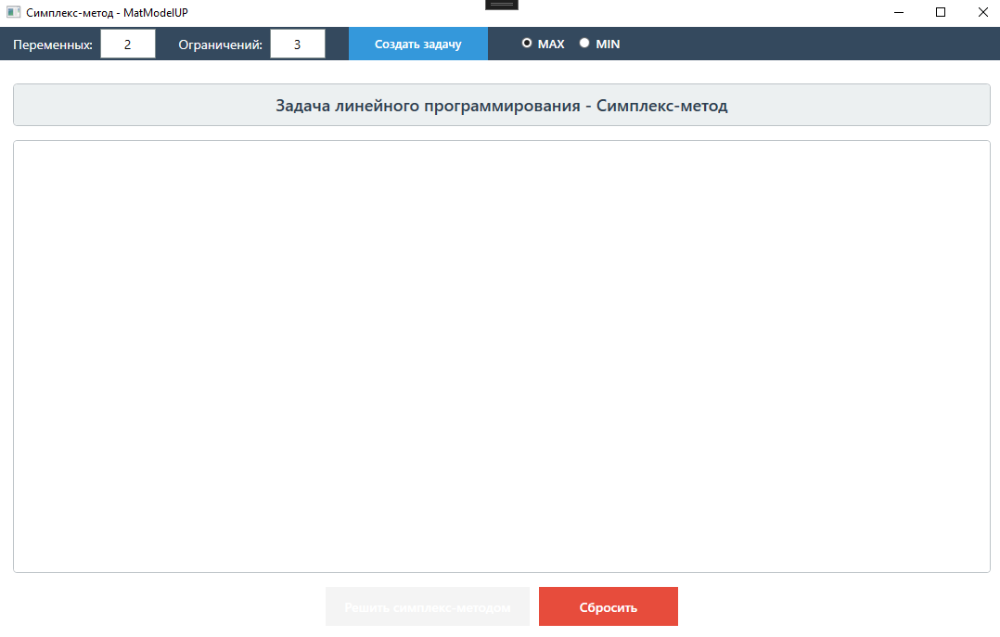 Симплекс-метод - MatModelUP
Переменных: 2 Ограничений: 3 Создать задачу MAX MIN
Задача линейного программирования - Симплекс-метод
Решить симплекс-методом Сбросить